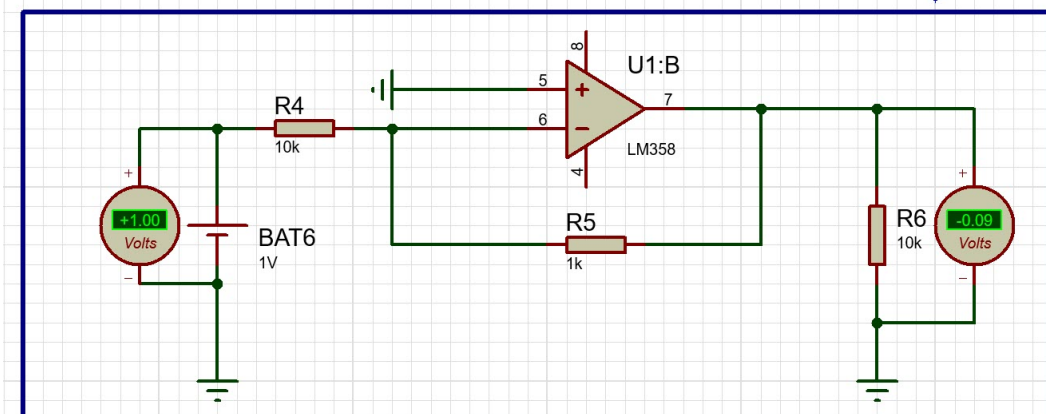 U1:B
8
5
+
R4
7
6
−
10k
LM358
4
+
+
R5
R6
+1.00
-0.09
Volts
BAT6
10k
Volts
1V
1k
−
−